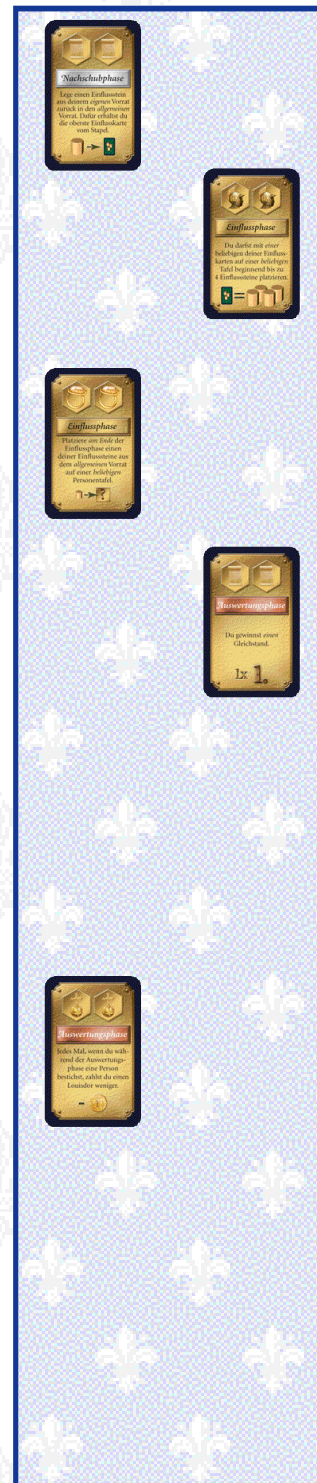 Nachschubphase
Lege einen Einflussstein
aus deinem eigenen Vorrat
zurück in den allgemeinen
Vorrat. Dafür erhältst du
die oberste Einflusskarte
vom Stapel.
Einflussphase
Du darfst mit einer
beliebigen deiner Einfluss-
karten auf einer beliebigen
Tafel beginnend bis zu
4 Einflusssteine platzieren.
=
Einflussphase
Platziere am Ende der
Einflussphase einen
deiner Einflusssteine aus
dem allgemeinen Vorrat
auf einer beliebigen
Personentafel.
?
Auswertungsphase
Du gewinnst einen
Gleichstand.
1x 1.
Auswertungsphase
Jedes Mal, wenn du wäh-
rend der Auswertungs-
phase eine Person
bestichst, zahlst du einen
Louisdor weniger.
- 1